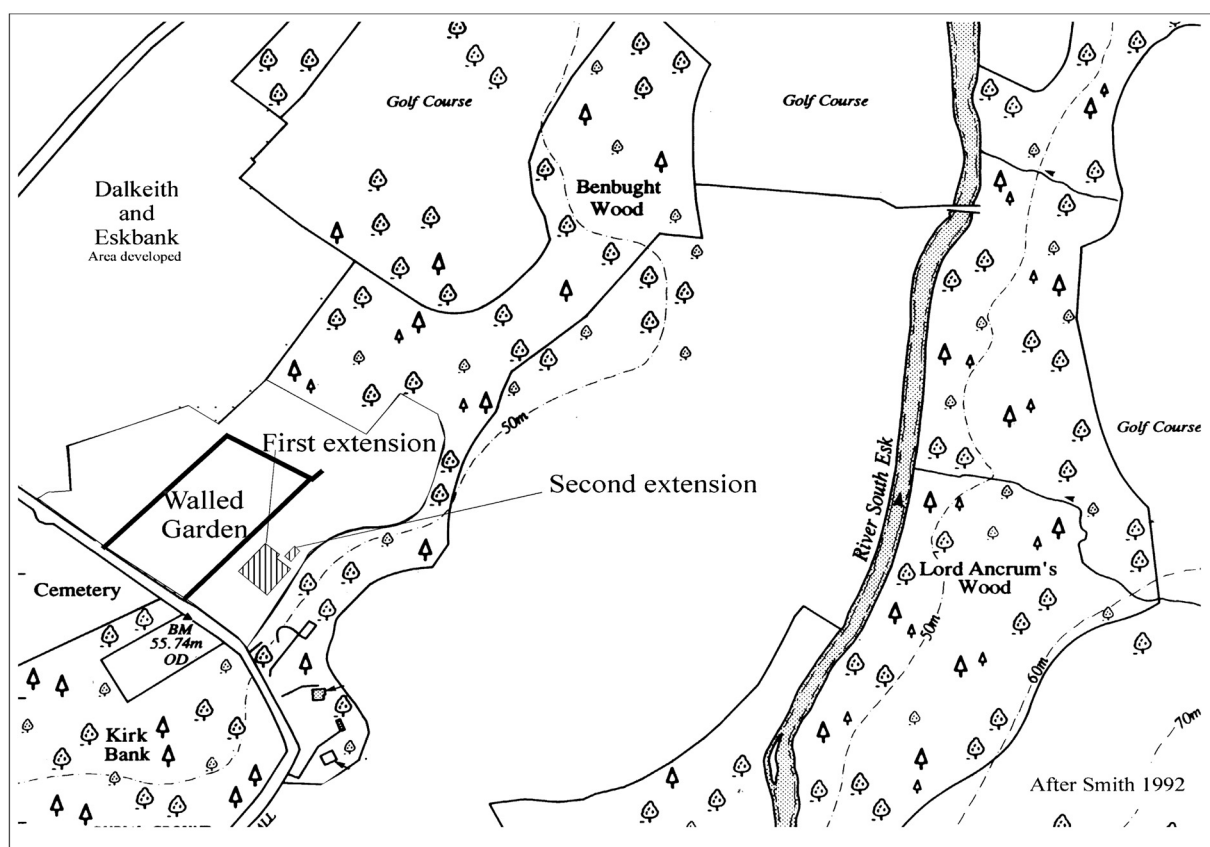 Golf Course
Golf Course
Dalkeith
and
Eskbank
Area developed
Benbught
Wood
50m
First extension
Second extension
Golf Course
Walled
Garden
River South Esk
Cemetery
Lord Ancrum's
Wood
BM
55.74m
OD
50m
60m
70m
Kirk
Bank
After Smith 1992